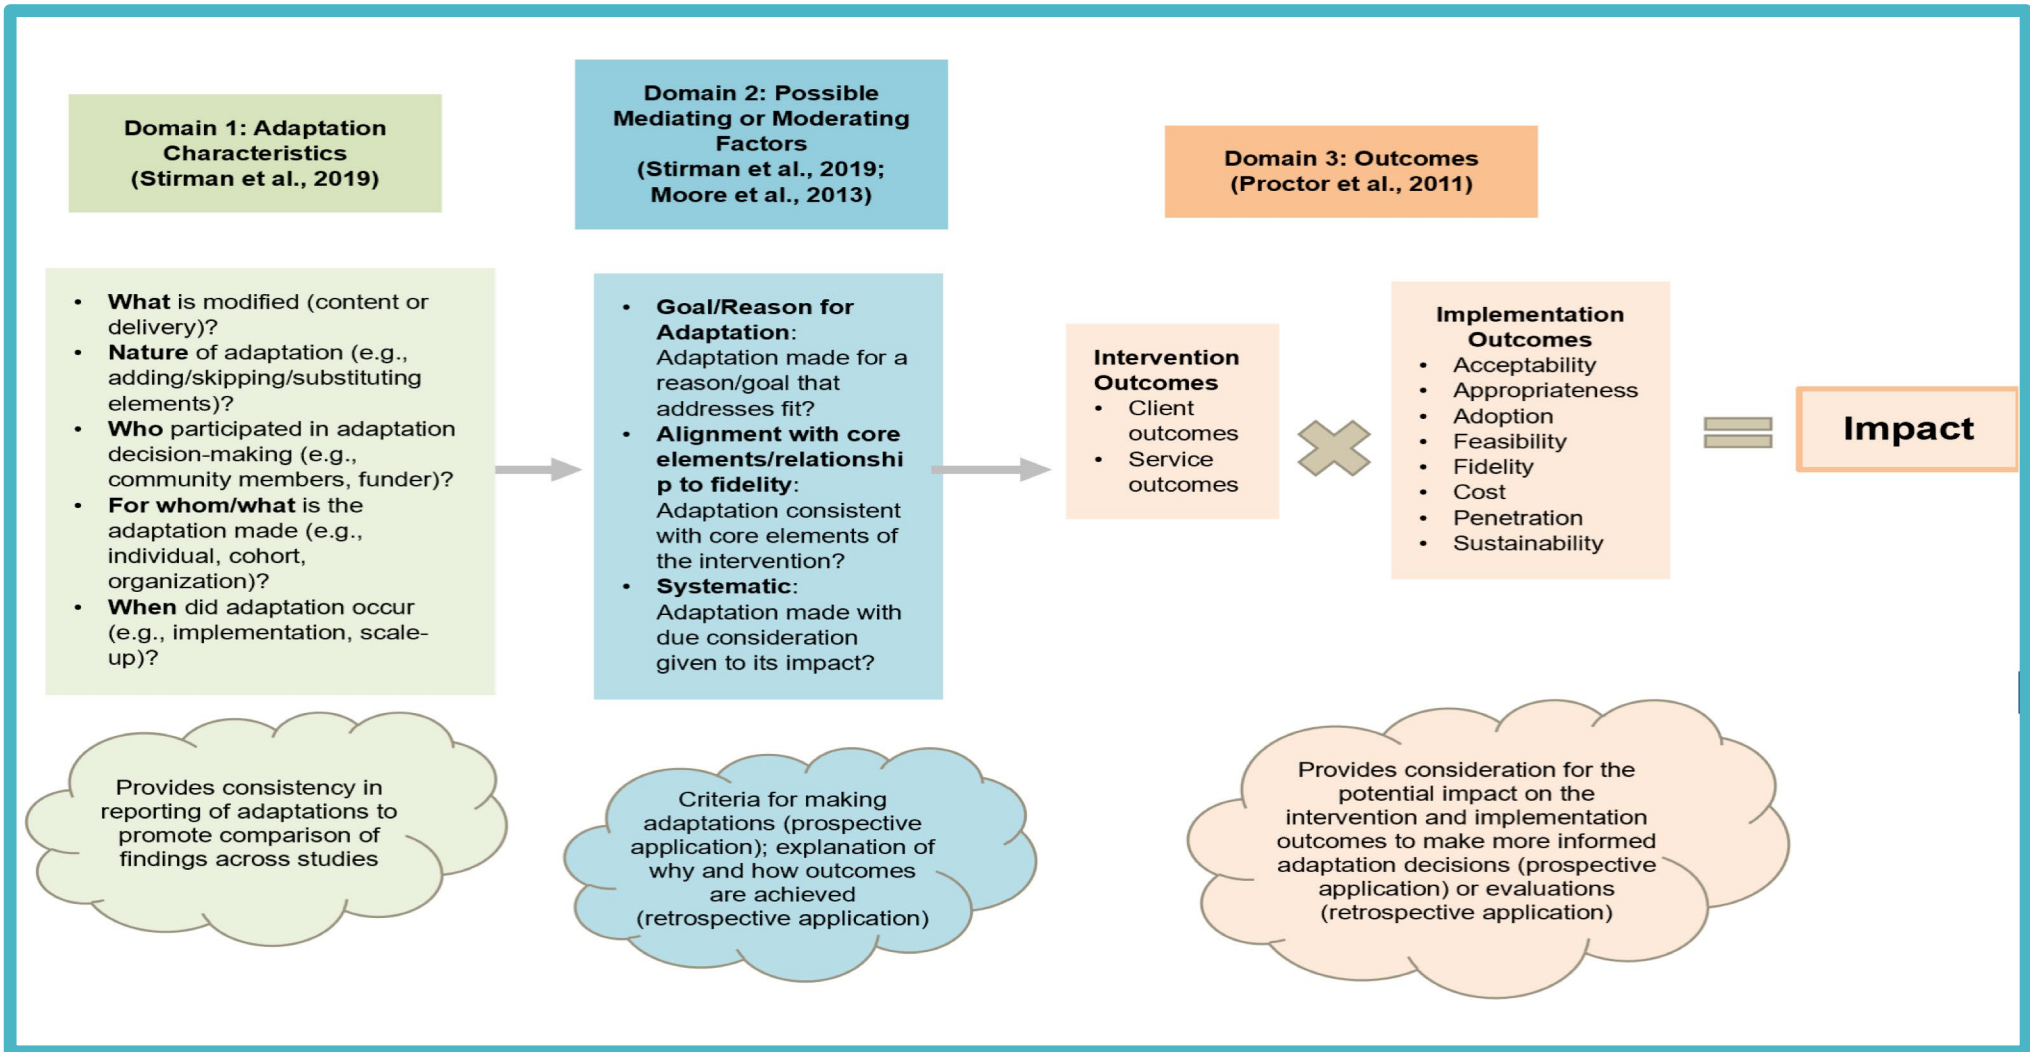 Domain 1: Adaptation
Characteristics
(Stirman et al., 2019)
Domain 2: Possible
Mediating or Moderating
Factors
(Stirman et al., 2019;
Moore et al., 2013)
Domain 3: Outcomes
(Proctor et al., 2011)
• What is modified (content or
delivery)?
• Nature of adaptation (e.g.,
adding/skipping/substituting
elements)?
• Who participated in adaptation
decision-making (e.g.,
community members, funder)?
• For whom/what is the
adaptation made (e.g.,
individual, cohort,
organization)?
• When did adaptation occur
(e.g., implementation, scale-
up)?
• Goal/Reason for
Adaptation:
Adaptation made for a
reason/goal that
addresses fit?
• Alignment with core
elements/relationshi
p to fidelity:
Adaptation consistent
with core elements of
the intervention?
• Systematic:
Adaptation made with
due consideration
given to its impact?
Intervention
Outcomes
• Client
outcomes
• Service
outcomes
Implementation
Outcomes
• Acceptability
• Appropriateness
• Adoption
• Feasibility
• Fidelity
• Cost
• Penetration
• Sustainability
Impact
Provides consistency in
reporting of adaptations to
promote comparison of
findings across studies
Criteria for making
adaptations (prospective
application); explanation of
why and how outcomes
are achieved
(retrospective application)
Provides consideration for the
potential impact on the
intervention and implementation
outcomes to make more informed
adaptation decisions (prospective
application) or evaluations
(retrospective application)